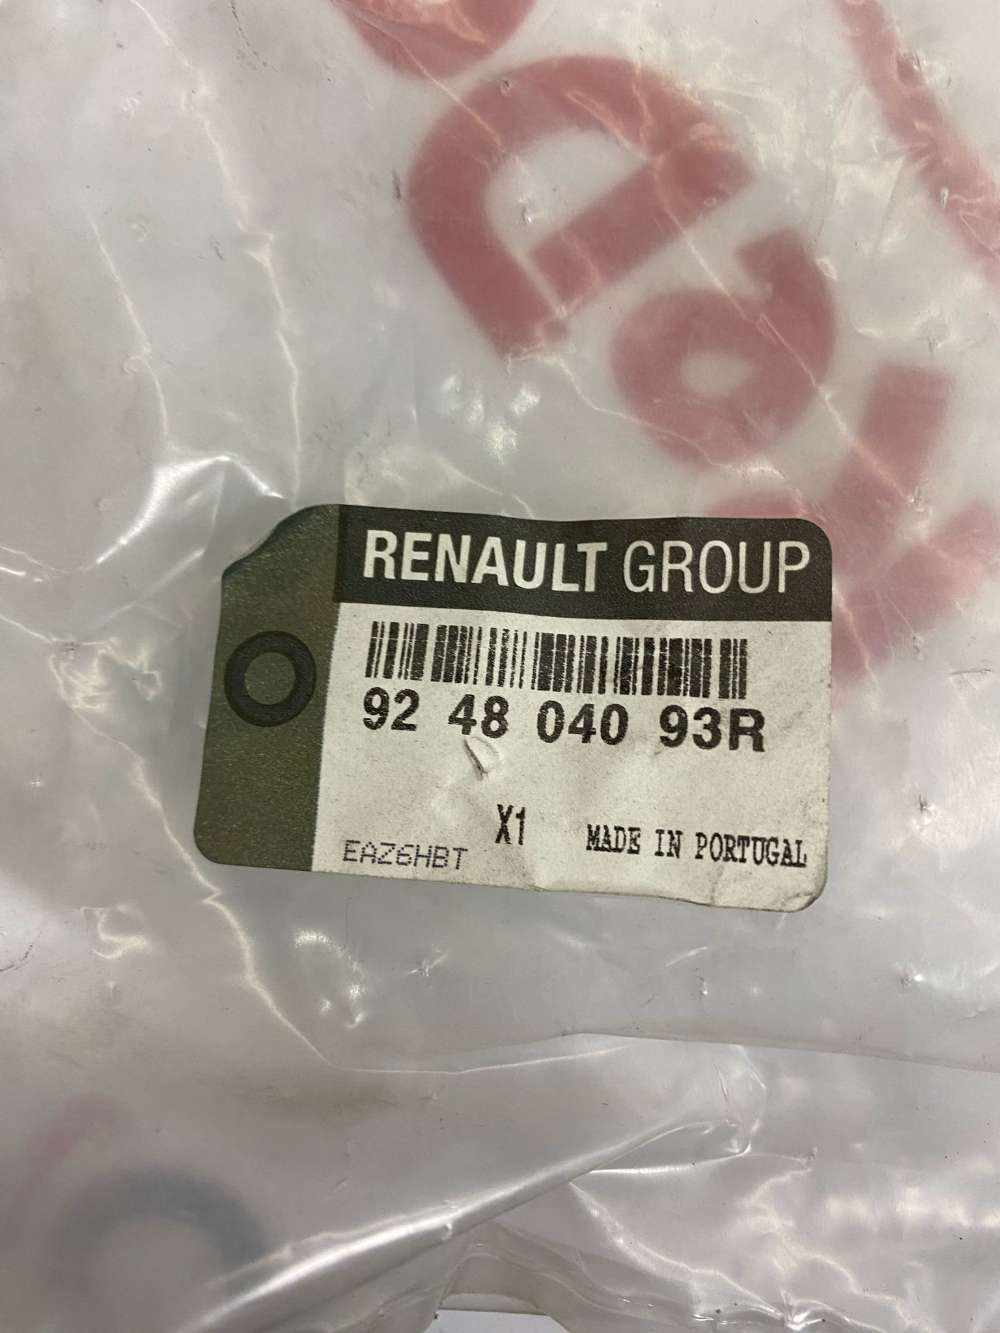 RENAULT GROUP
92 48 040 93R
X1
EAZ6HBT
MADE IN PORTUGAL